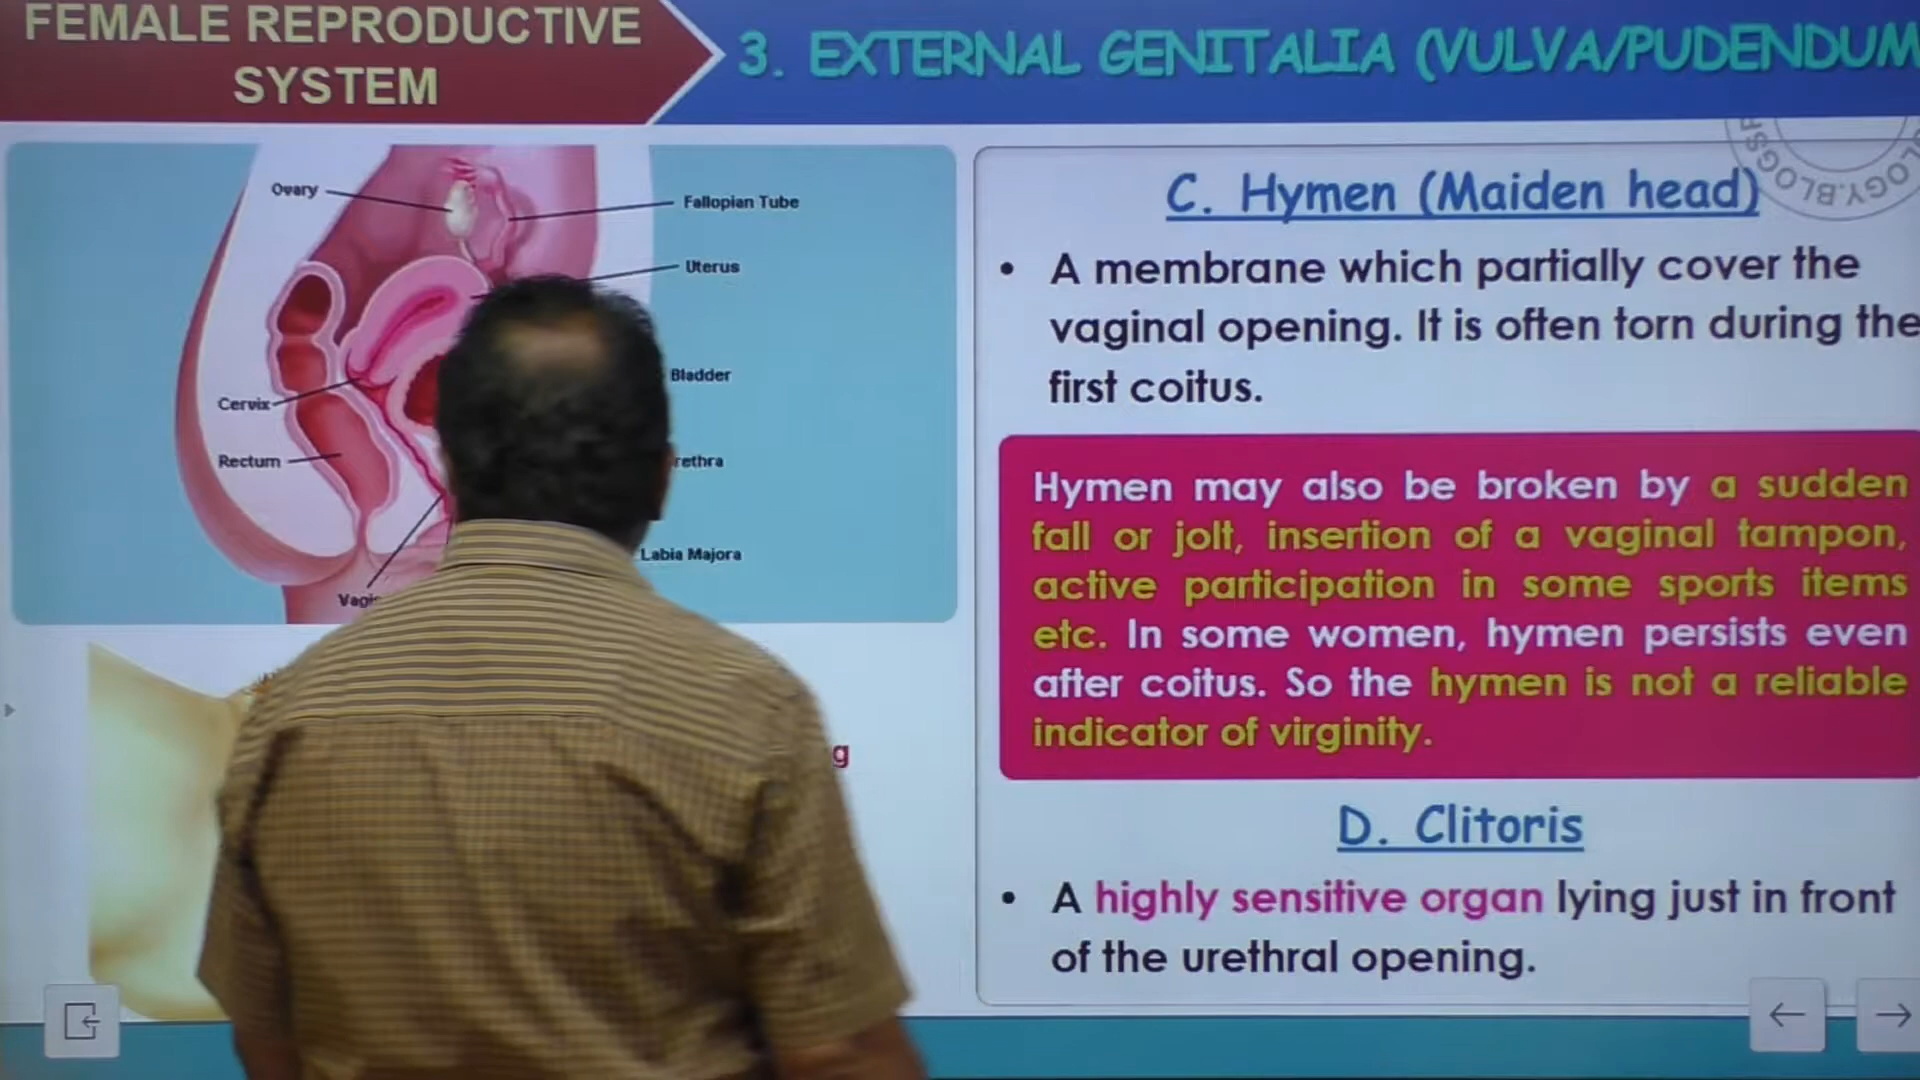 FEMALE REPRODUCTIVE
SYSTEM
3. EXTERNAL GENITALIA (VULVA/PUDENDUM
Ovary
Fallopian Tube
Uterus
Bladder
Cervix
rethra
Rectum
Labia Majora
Vagi
g
C. Hymen (Maiden head)
• A membrane which partially cover the
vaginal opening. It is often torn during the
first coitus.
Hymen may also be broken by a sudden
fall or jolt, insertion of a vaginal tampon,
active participation in some sports items
etc. In some women, hymen persists even
after coitus. So the hymen is not a reliable
indicator of virginity.
D. Clitoris
• A highly sensitive organ lying just in front
of the urethral opening.